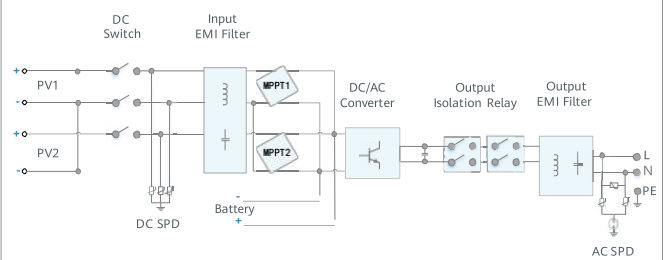 DC
Switch
Input
EMI Filter
+
PV1
-
+
PV2
-
MPPT1
MPPT2
DC/AC
Converter
Output
Isolation Relay
Output
EMI Filter
L
N
PE
-
Battery
+
DC SPD
AC SPD